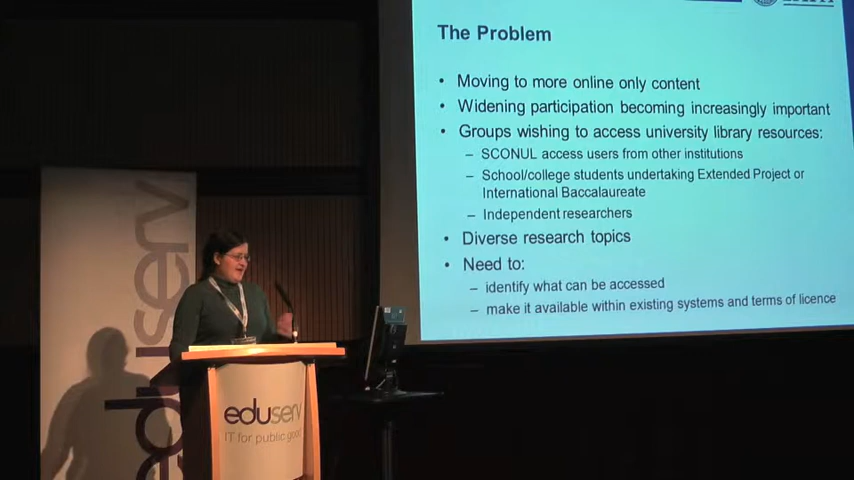 The Problem
• Moving to more online only content
• Widening participation becoming increasingly important
• Groups wishing to access university library resources:
– SCONUL access users from other institutions
– School/college students undertaking Extended Project or
International Baccalaureate
– Independent researchers
• Diverse research topics
• Need to:
– identify what can be accessed
– make it available within existing systems and terms of licence
eduserv
eduserv
IT for public good